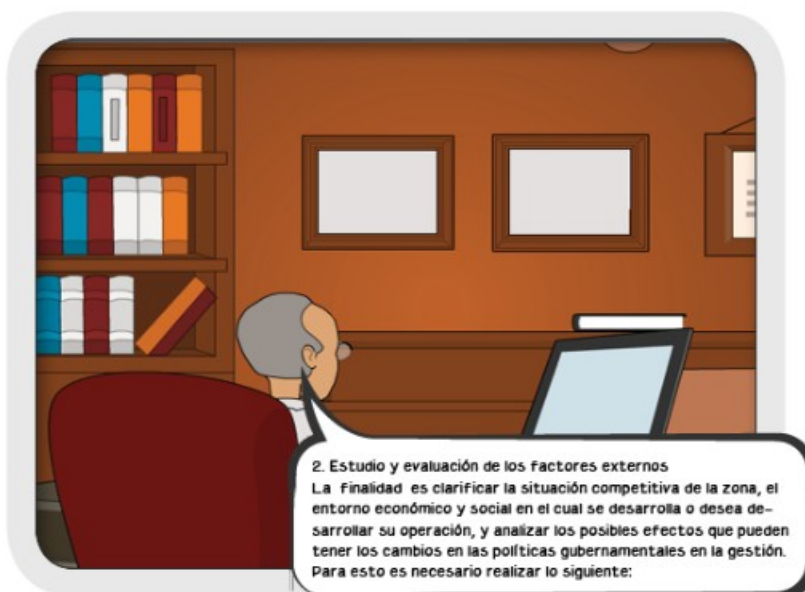 2. Estudio y evaluación de los factores externos
La finalidad es clarificar la situación competitiva de la zona, el
entorno económico y social en el cual se desarrolla o desea de-
sarrollar su operación, y analizar los posibles efectos que pueden
tener los cambios en las políticas gubernamentales en la gestión.
Para esto es necesario realizar lo siguiente: